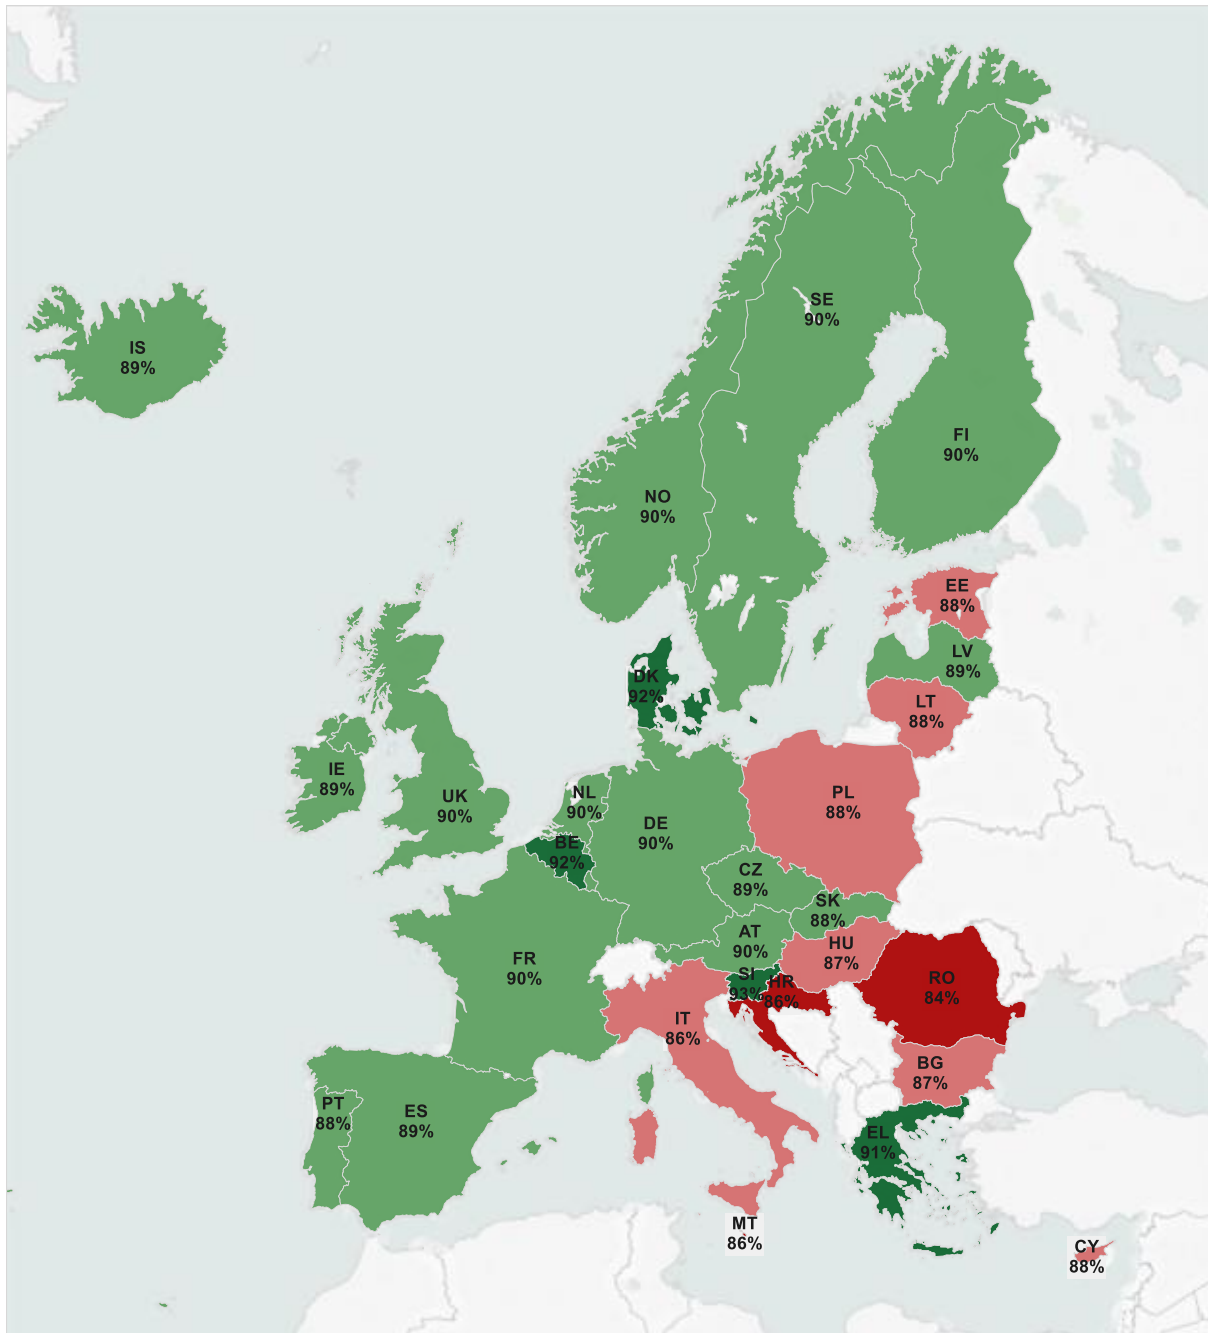 SE
90%
IS
89%
FI
90%
NO
90%
EE
88%
LV
89%
DK
92%
LT
88%
IE
89%
UK
90%
NL
90%
DE
90%
PL
88%
BE
92%
CZ
89%
SK
88%
AT
90%
HU
87%
FR
90%
SI
93%
HR
86%
RO
84%
IT
86%
BG
87%
PT
88%
ES
89%
EL
91%
MT
86%
CY
88%